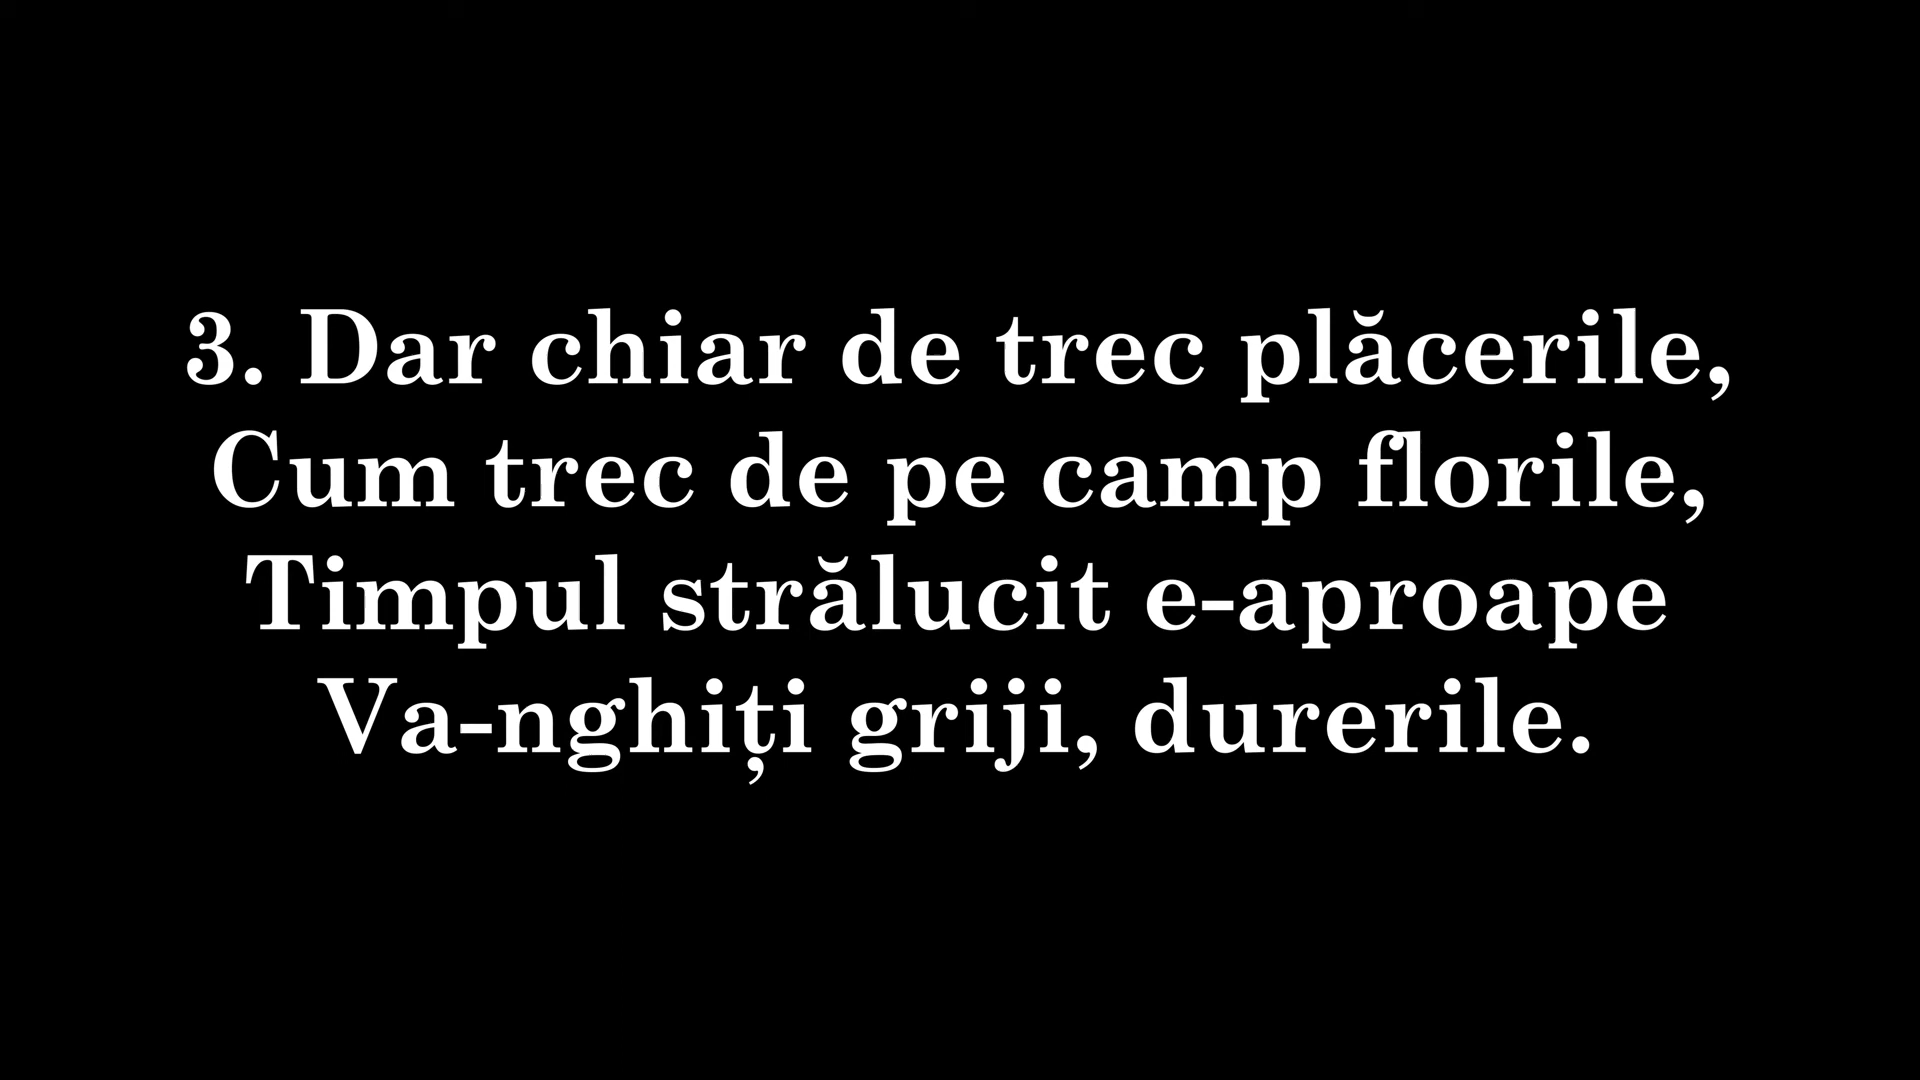 3. Dar chiar de trec plăcerile,
Cum trec de pe camp florile,
Timpul strălucit e-aproape
Va-nghiți griji, durerile.